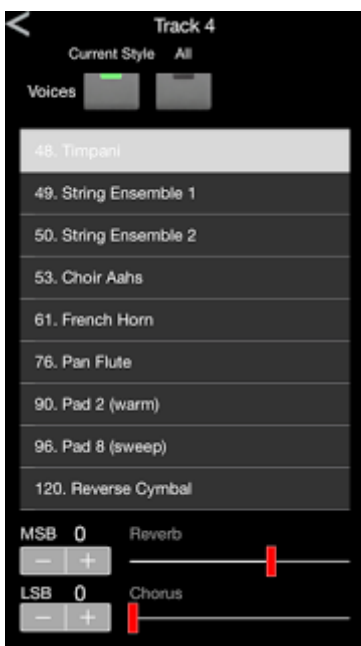 Track 4
Current Style All
Voices
48. Timpani
49. String Ensemble 1
50. String Ensemble 2
53. Choir Aahs
61. French Horn
76. Pan Flute
90. Pad 2 (warm)
96. Pad 8 (sweep)
120. Reverse Cymbal
MSB 0 Reverb
− +
LSB 0 Chorus
− +